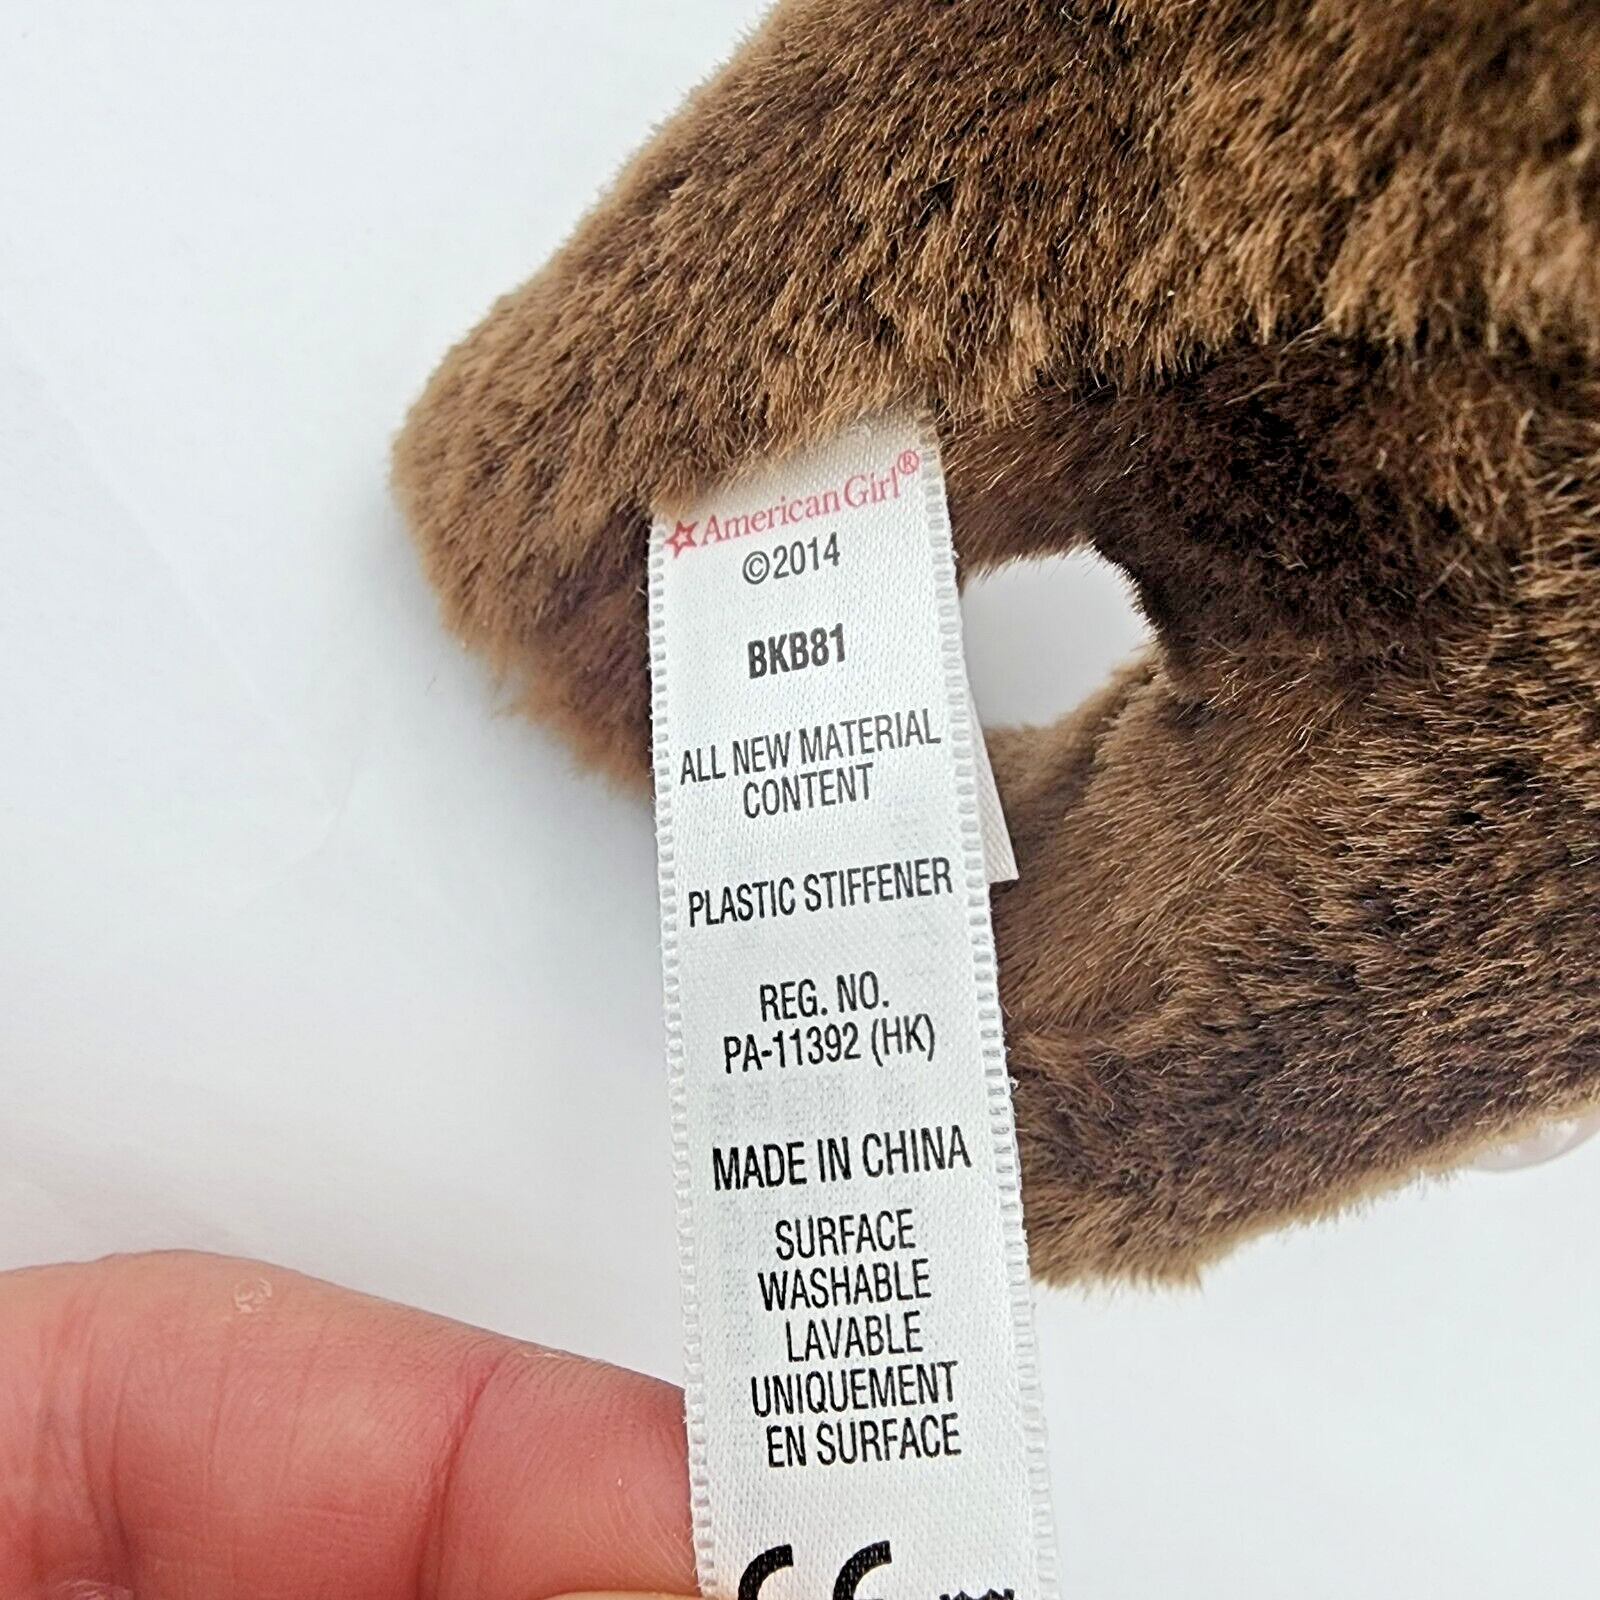 American Girl®
©2014
BKB81
ALL NEW MATERIAL
CONTENT
PLASTIC STIFFENER
REG. NO.
PA-11392 (HK)
MADE IN CHINA
SURFACE
WASHABLE
LAVABLE
UNIQUEMENT
EN SURFACE
CE